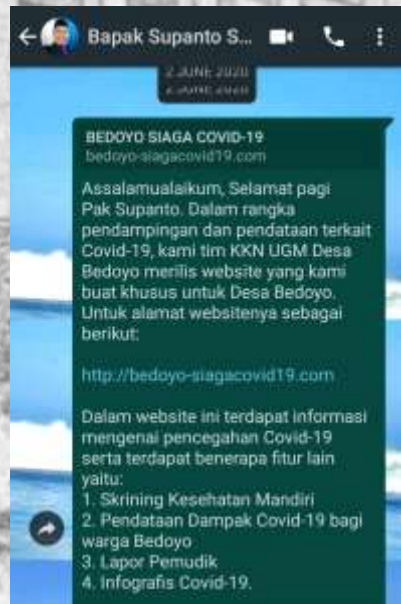 Bapak Supanto S...
2 JUNE 2020
2 JUNE 2020
BEDOYO SIAGA COVID-19
bedoyo-siagacovid19.com
Assalamualaikum, Selamat pagi
Pak Supanto. Dalam rangka
pendampingan dan pendataan terkait
Covid-19, kami tim KKN UGM Desa
Bedoyo merilis website yang kami
buat khusus untuk Desa Bedoyo.
Untuk alamat websitenya sebagai
berikut:
http://bedoyo-siagacovid19.com
Dalam website ini terdapat informasi
mengenai pencegahan Covid-19
serta terdapat benerapa fitur lain
yaitu:
1. Skrining Kesehatan Mandiri
2. Pendataan Dampak Covid-19 bagi
warga Bedoyo
3. Lapor Pemudik
4. Infografis Covid-19.